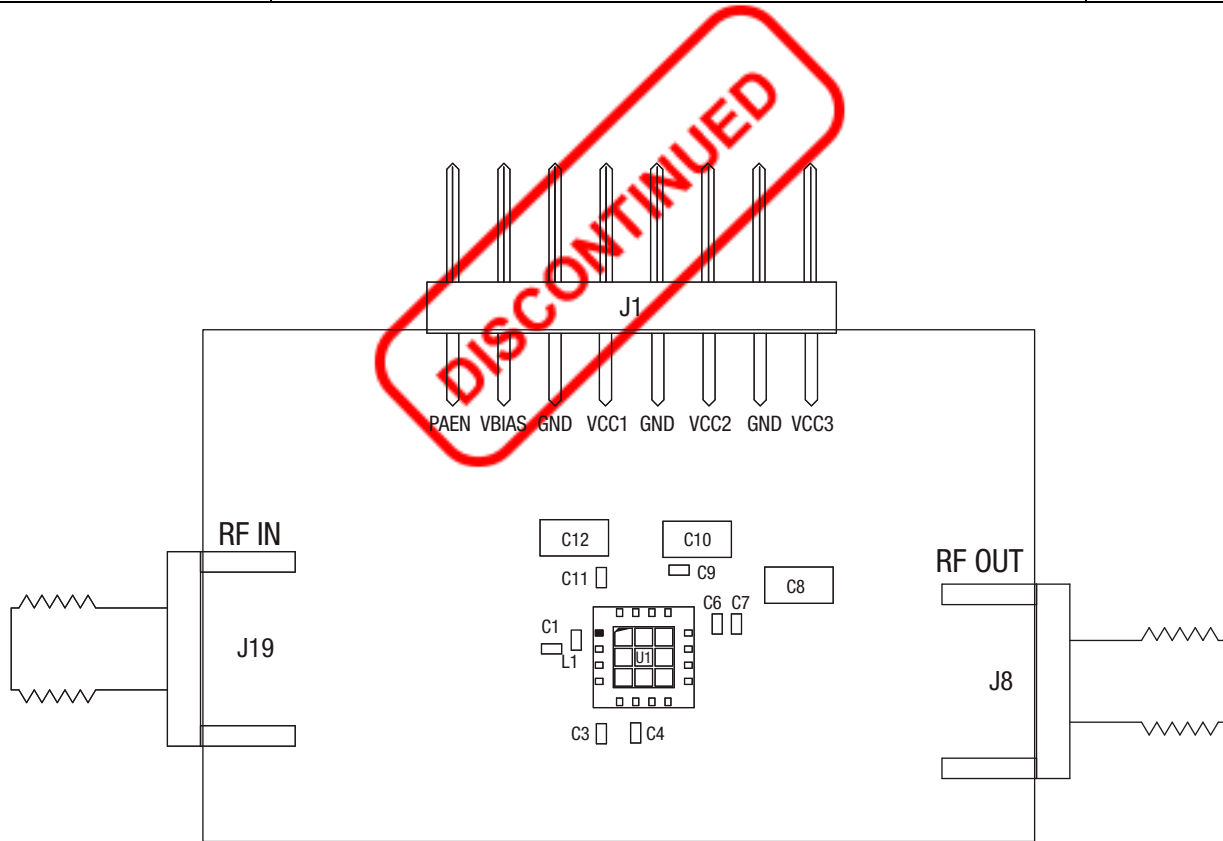 DISCONTINUED
J1
PAEN VBIAS GND VCC1 GND VCC2 GND VCC3
RF IN
C12
C10
RF OUT
C11
C9
C8
C1
C6
C7
J19
L1
U1
J8
C3
C4